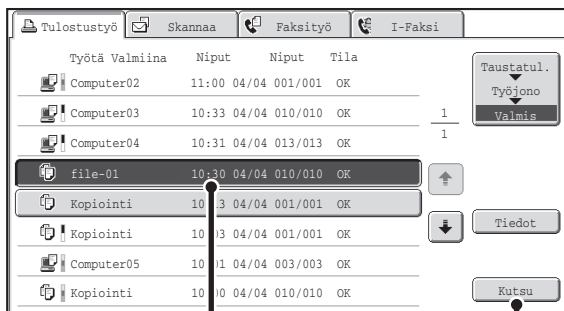 Tulostustyö Skannaa Faksityö I-Faksi
Työtä Valmiina Niput Niput Tila
Computer02 11:00 04/04 001/001 OK
Computer03 10:33 04/04 010/010 OK
Computer04 10:31 04/04 013/013 OK
file-01 10:30 04/04 010/010 OK
Kopiointi 04/04 001/001 OK
Kopiointi 04/04 001/001 OK
Computer05 04/04 003/003 OK
Kopiointi 04/04 010/010 OK
1
1
Taustatul.
Työjono
Valmis
Tiedot
Kutsu